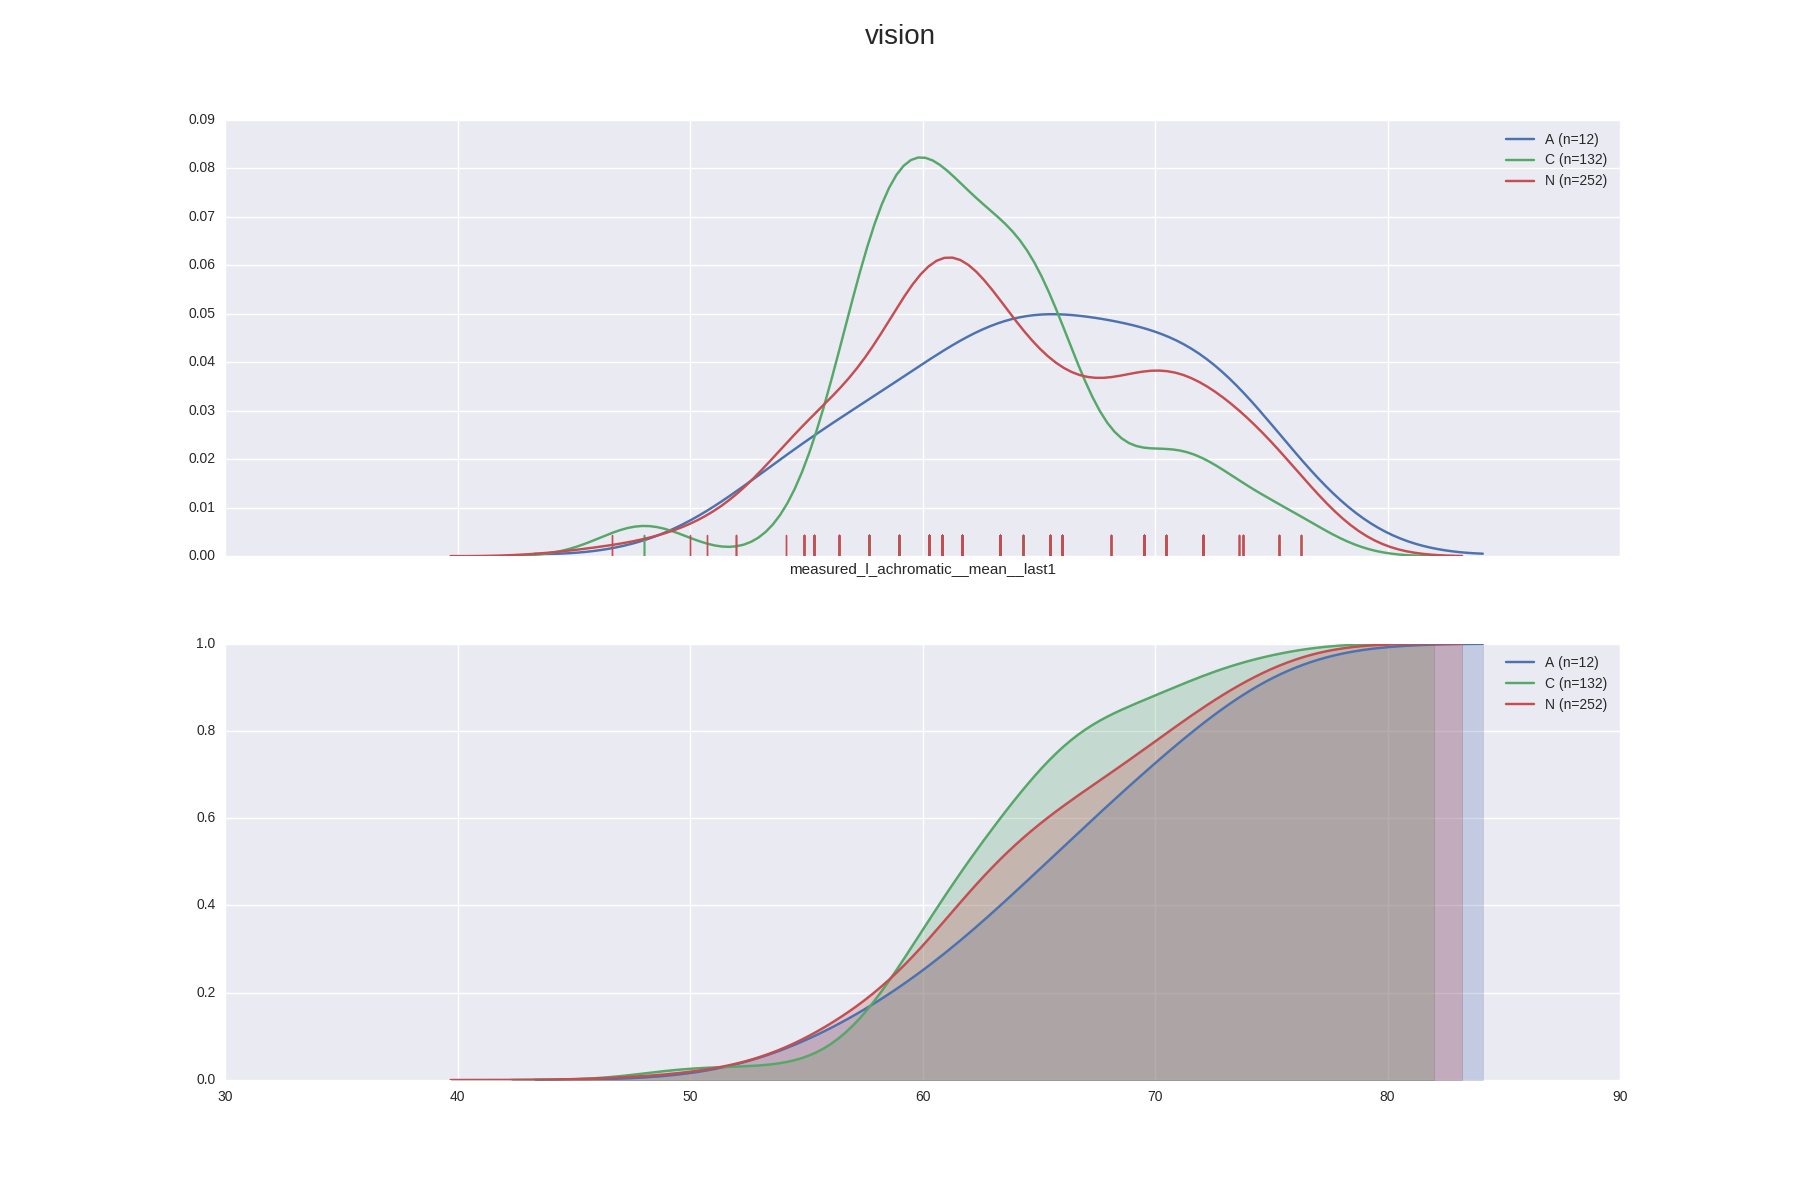 vision
0.09
0.08
0.07
0.06
0.05
0.04
0.03
0.02
0.01
0.00
A (n=12)
C (n=132)
N (n=252)
measured_l_achromatic__mean__last1
1.0
0.8
0.6
0.4
0.2
0.0
A (n=12)
C (n=132)
N (n=252)
30 40 50 60 70 80 90